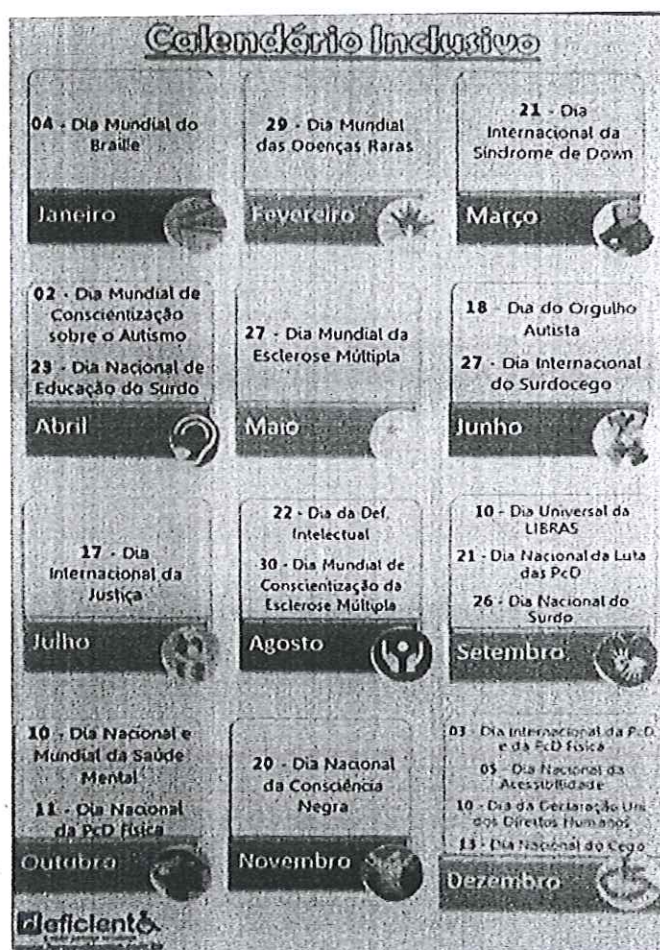 Calendário Inclusivo
04 - Dia Mundial do
Braille
Janeiro
29 - Dia Mundial
das Doenças Raras
Fevereiro
21 - Dia
Internacional da
Síndrome de Down
Março
02 - Dia Mundial de
Conscientização
sobre o Autismo
23 - Dia Nacional de
Educação do Surdo
Abril
27 - Dia Mundial da
Esclerose Múltipla
Maio
18 - Dia do Orgulho
Autista
27 - Dia Internacional
do Surdocego
Junho
17 - Dia
Internacional da
Justiça
Julho
22 - Dia da Def.
Intelectual
30 - Dia Mundial de
Conscientização da
Esclerose Múltipla
Agosto
10 - Dia Universal da
LIBRAS
21 - Dia Nacional da Luta
das PcD
26 - Dia Nacional do
Surdo
Setembro
10 - Dia Nacional e
Mundial da Saúde
Mental
11 - Dia Nacional
da PcD Física
Outubro
20 - Dia Nacional
da Consciência
Negra
Novembro
03 - Dia Internacional da PcD
e da PcD Física
05 - Dia Nacional da
Acessibilidade
10 - Dia da Declaração Uni
dos Direitos Humanos
13 - Dia Nacional do Cego
Dezembro
deficiente